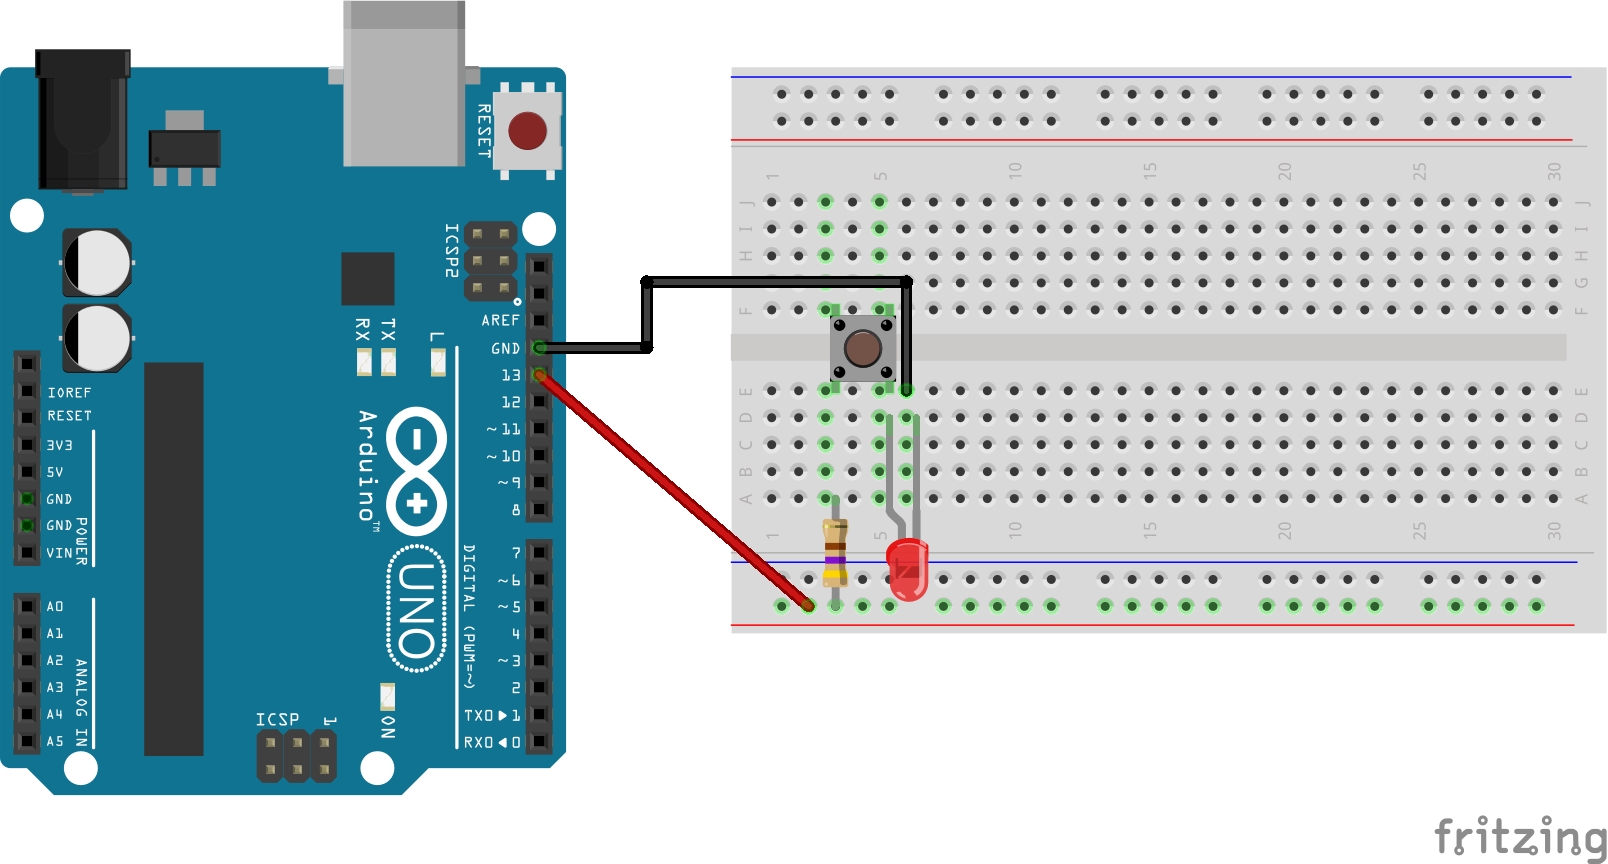 RESET
ICSP2
AREF
GND
13
12
~11
~10
~9
8
7
~6
~5
4
~3
2
TX0▶1
RX0◀0
RX
TX
L
IOREF
RESET
3V3
5V
GND
GND
VIN
POWER
A0
A1
A2
A3
A4
A5
ANALOG IN
Arduino™
UNO
DIGITAL (PWM=~)
ICSP
1
ON
1 5 10 15 20 25 30
J J
I I
H H
G G
F F
E E
D D
C C
B B
A A
1 5 10 15 20 25 30
fritzing